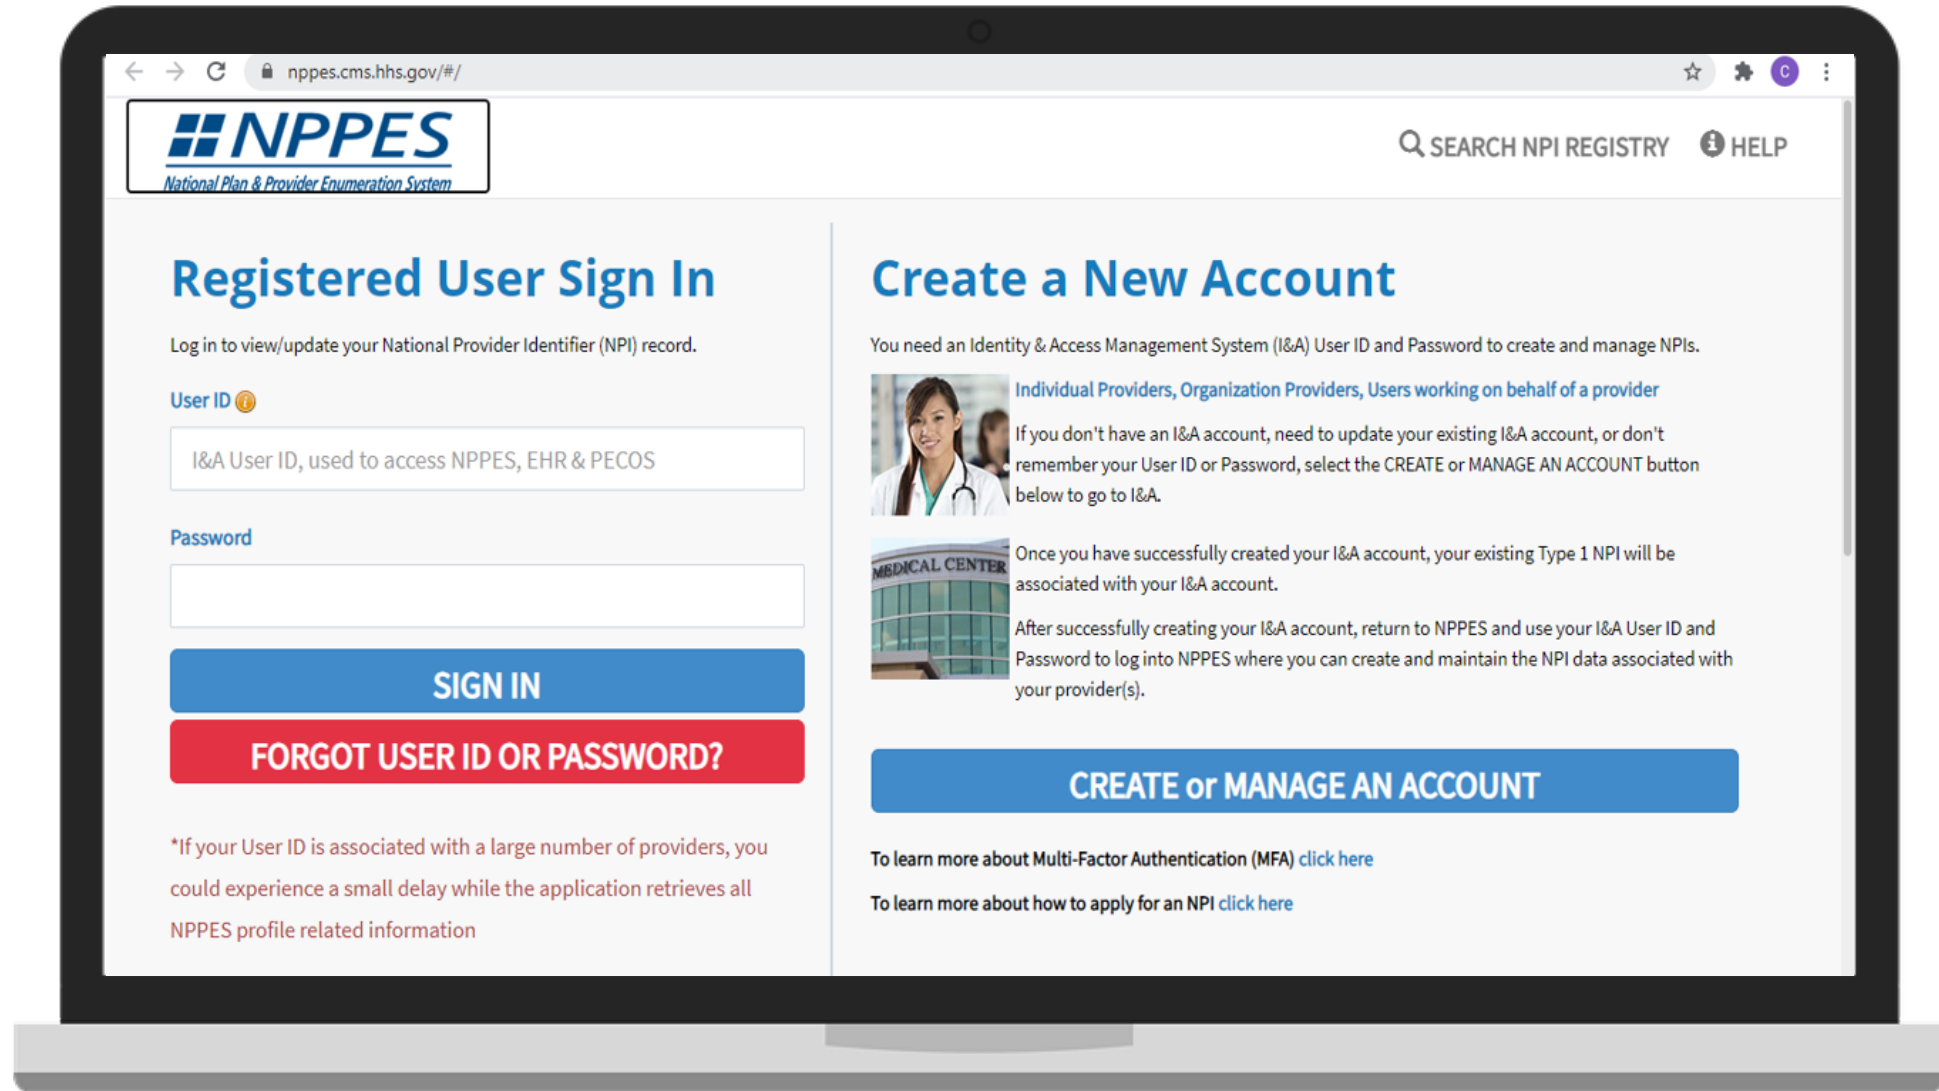 nppes.cms.hhs.gov/#/
C
NPPES
National Plan & Provider Enumeration System
SEARCH NPI REGISTRY
HELP
Registered User Sign In
Log in to view/update your National Provider Identifier (NPI) record.
User ID
I&A User ID, used to access NPPES, EHR & PECOS
Password
SIGN IN
FORGOT USER ID OR PASSWORD?
*If your User ID is associated with a large number of providers, you
could experience a small delay while the application retrieves all
NPPES profile related information
Create a New Account
You need an Identity & Access Management System (I&A) User ID and Password to create and manage NPIs.
Individual Providers, Organization Providers, Users working on behalf of a provider
If you don't have an I&A account, need to update your existing I&A account, or don't
remember your User ID or Password, select the CREATE or MANAGE AN ACCOUNT button
below to go to I&A.
MEDICAL CENTER
Once you have successfully created your I&A account, your existing Type 1 NPI will be
associated with your I&A account.
After successfully creating your I&A account, return to NPPES and use your I&A User ID and
Password to log into NPPES where you can create and maintain the NPI data associated with
your provider(s).
CREATE or MANAGE AN ACCOUNT
To learn more about Multi-Factor Authentication (MFA) click here
To learn more about how to apply for an NPI click here